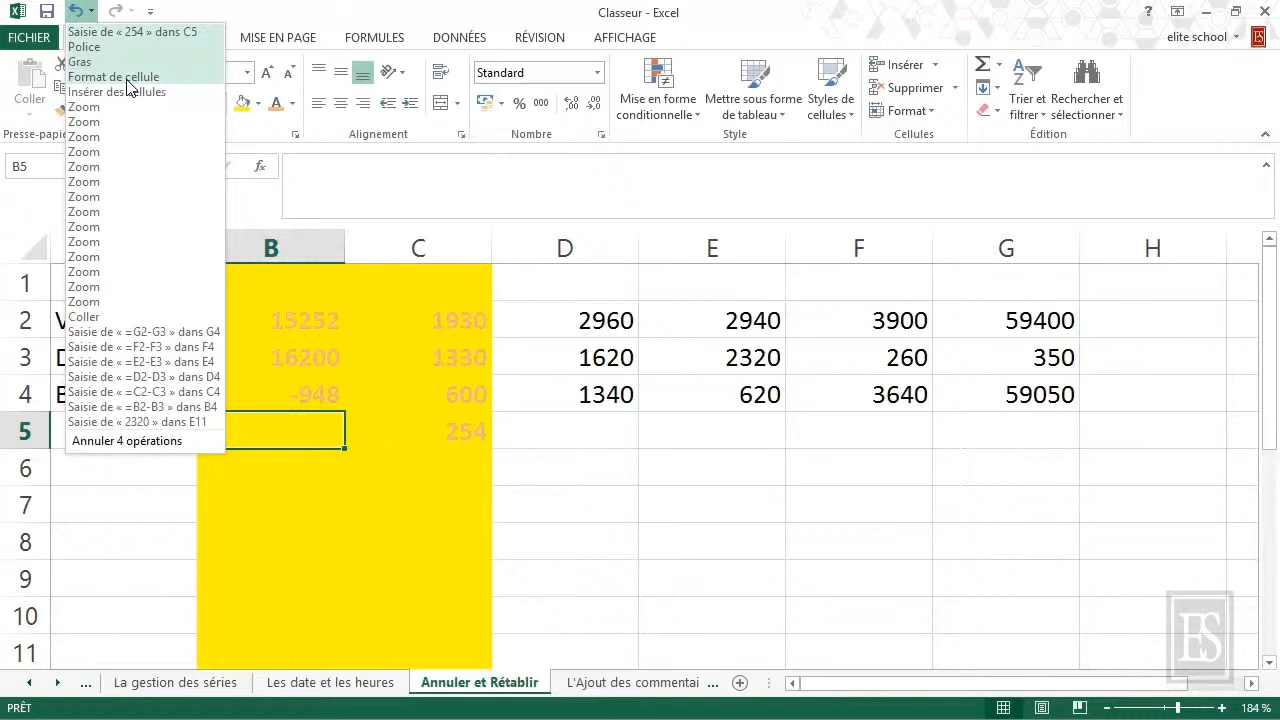 Classeur - Excel
elite school
FICHIER
MISE EN PAGE
FORMULES
DONNÉES
RÉVISION
AFFICHAGE
Saisie de « 254 » dans C5
Police
Gras
Format de cellule
Insérer des cellules
Zoom
Zoom
Zoom
Zoom
Zoom
Zoom
Zoom
Zoom
Zoom
Zoom
Zoom
Zoom
Zoom
Zoom
Coller
Saisie de « =G2-G3 » dans G4
Saisie de « =F2-F3 » dans F4
Saisie de « =E2-E3 » dans E4
Saisie de « =D2-D3 » dans D4
Saisie de « =C2-C3 » dans C4
Saisie de « =B2-B3 » dans B4
Saisie de « 2320 » dans E11
Annuler 4 opérations
Coller
Presse-papie
Alignement
Standard
% 000
Nombre
Mise en forme
conditionnelle
Mettre sous forme
de tableau
Styles de
cellules
Style
Insérer
Supprimer
Format
Cellules
Trier et
filtrer
Rechercher et
sélectionner
Édition
B5
fx
B C D E F G H
1
2 V 15252 1930 2960 2940 3900 59400
3 D 16200 1330 1620 2320 260 350
4 B -948 600 1340 620 3640 59050
5 254
6
7
8
9
10
11
ES
... La gestion des séries
Les date et les heures
Annuler et Rétablir
L'Ajout des commentai ...
PRÊT
184 %